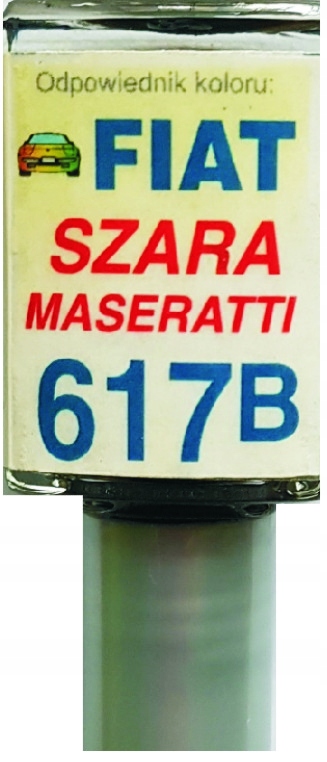 Odpowiednik koloru:
FIAT
SZARA
MASERATTI
617B